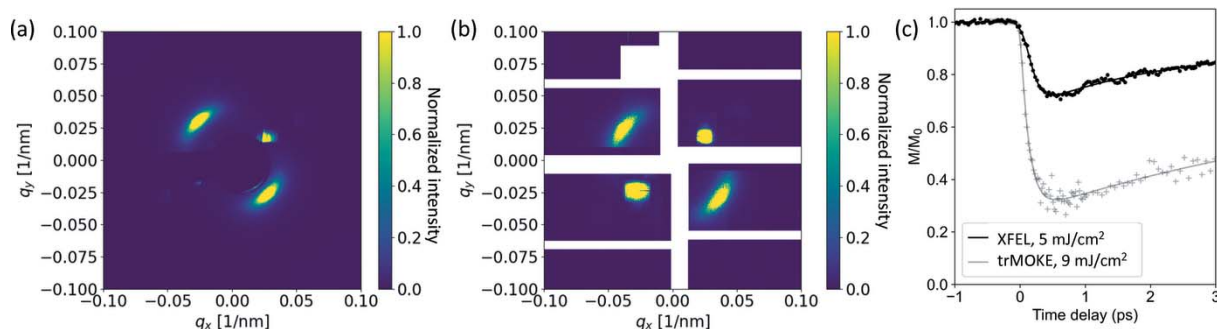 (a)
0.100
0.075
0.050
0.025
0.000
−0.025
−0.050
−0.075
−0.100
−0.10 −0.05 0.00 0.05 0.10
qₓ [1/nm]
q_y [1/nm]
1.0
0.8
0.6
0.4
0.2
0.0
Normalized intensity
(b)
0.100
0.075
0.050
0.025
0.000
−0.025
−0.050
−0.075
−0.100
−0.10 −0.05 0.00 0.05 0.10
qₓ [1/nm]
q_y [1/nm]
1.0
0.8
0.6
0.4
0.2
0.0
Normalized intensity
(c)
1.0
0.8
0.6
0.4
0.2
0.0
M/M₀
XFEL, 5 mJ/cm²
trMOKE, 9 mJ/cm²
-1 0 1 2 3
Time delay (ps)